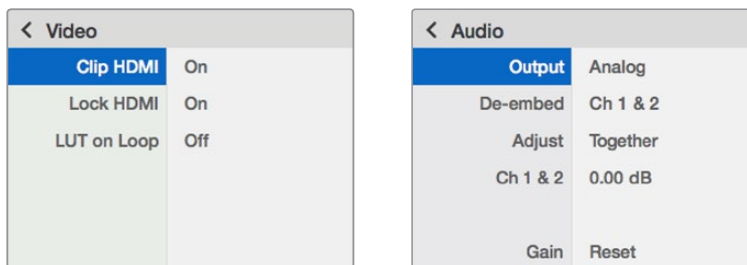 < Video
Clip HDMI On
Lock HDMI On
LUT on Loop Off
< Audio
Output Analog
De-embed Ch 1 & 2
Adjust Together
Ch 1 & 2 0.00 dB
Gain Reset